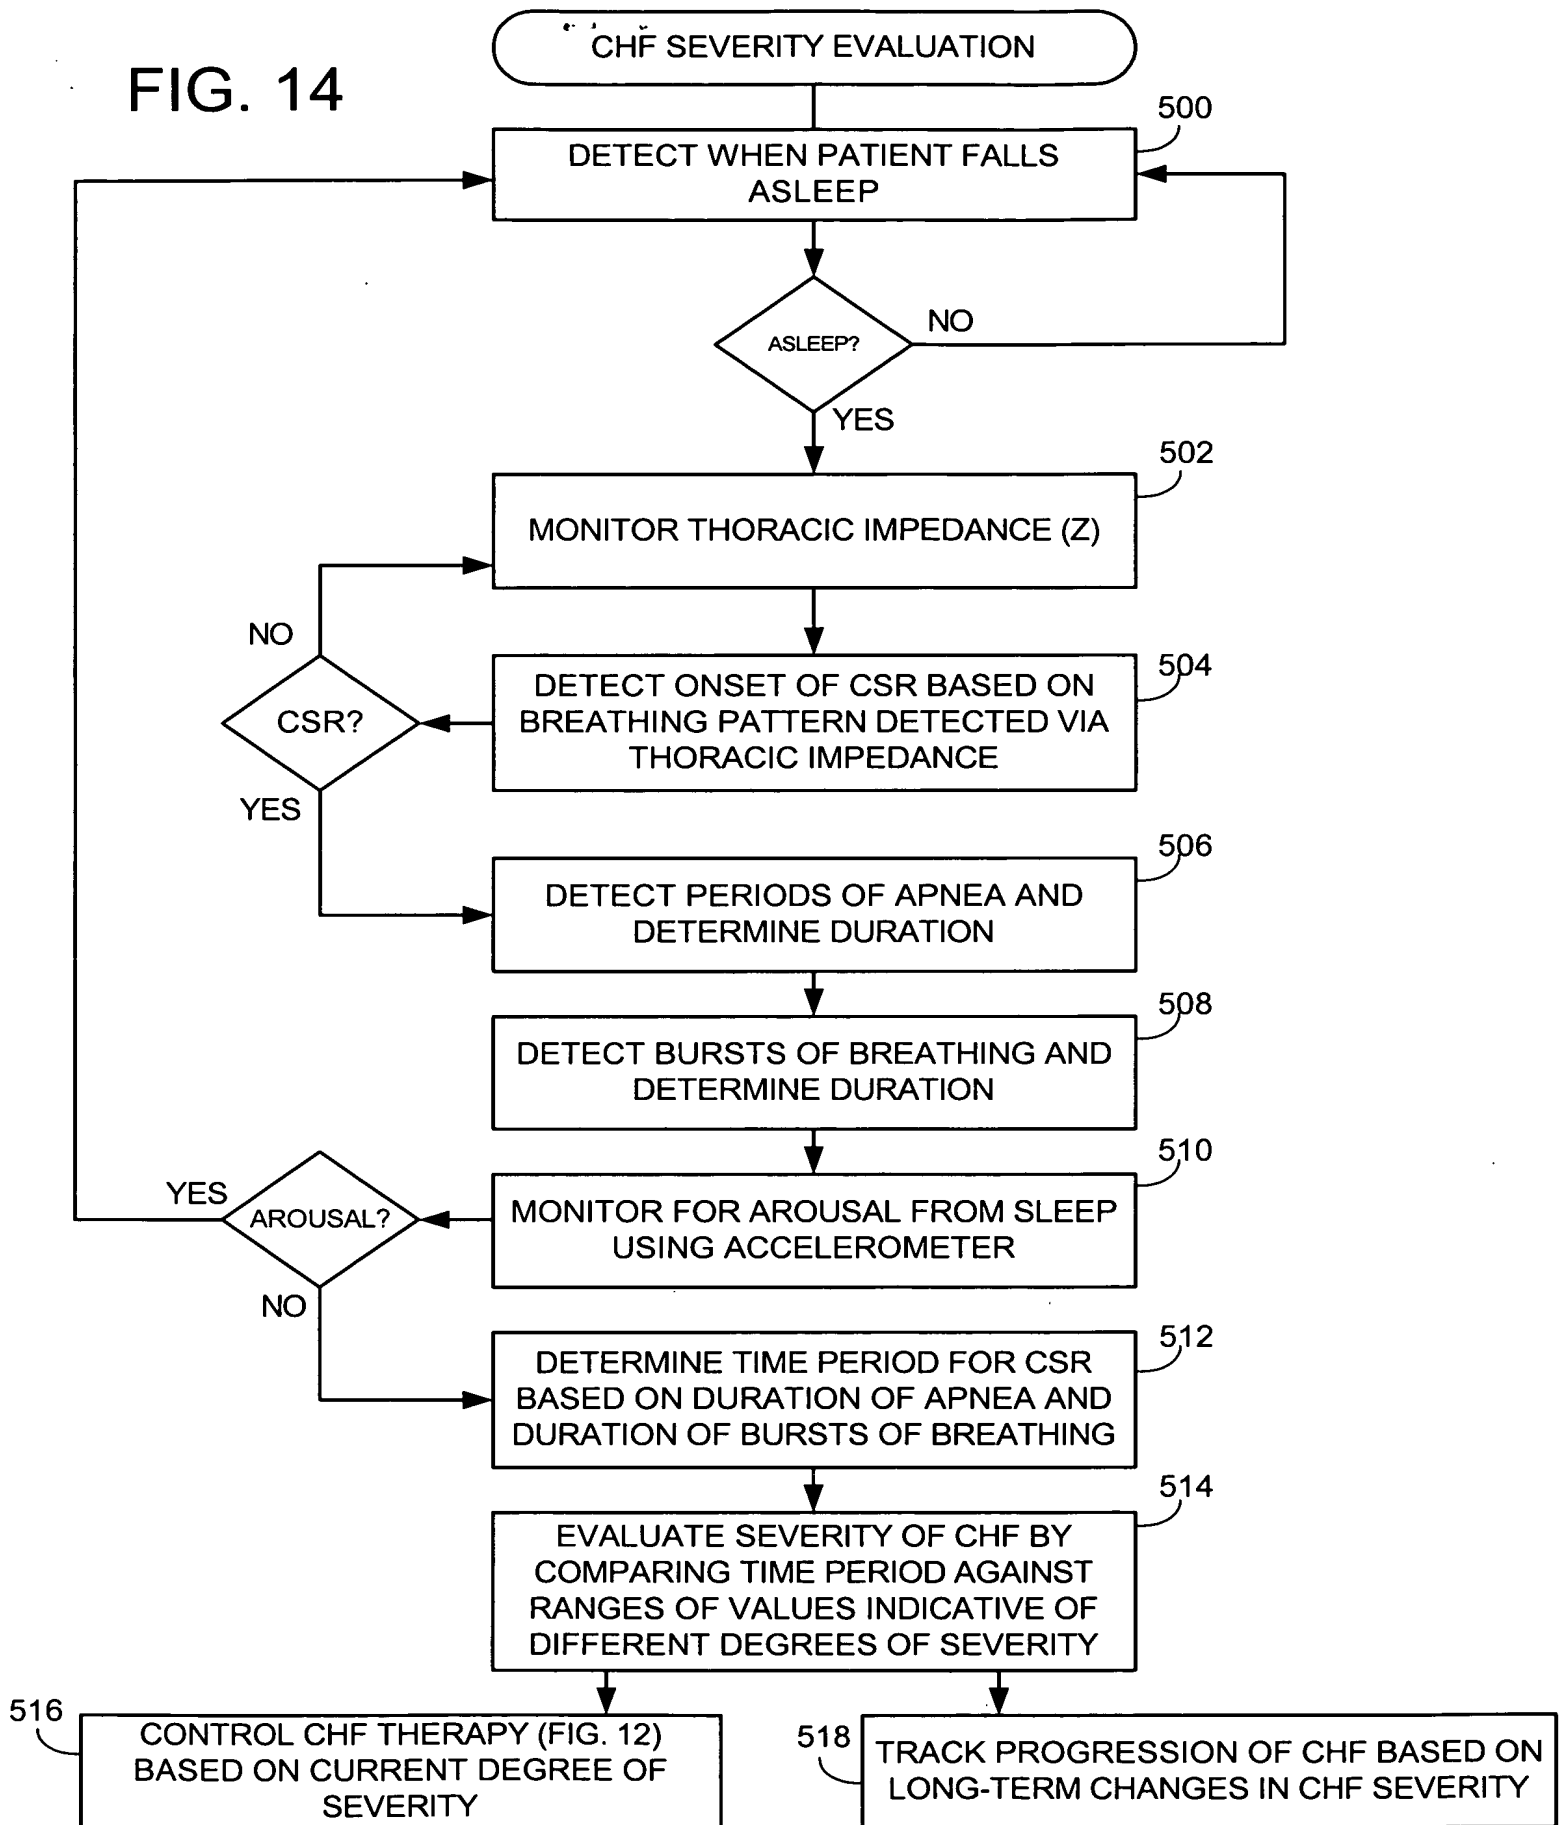 FIG. 14
CHF SEVERITY EVALUATION
500
DETECT WHEN PATIENT FALLS
ASLEEP
ASLEEP?
NO
YES
502
MONITOR THORACIC IMPEDANCE (Z)
NO
504
DETECT ONSET OF CSR BASED ON
BREATHING PATTERN DETECTED VIA
THORACIC IMPEDANCE
CSR?
YES
506
DETECT PERIODS OF APNEA AND
DETERMINE DURATION
508
DETECT BURSTS OF BREATHING AND
DETERMINE DURATION
510
MONITOR FOR AROUSAL FROM SLEEP
USING ACCELEROMETER
YES
AROUSAL?
NO
512
DETERMINE TIME PERIOD FOR CSR
BASED ON DURATION OF APNEA AND
DURATION OF BURSTS OF BREATHING
514
EVALUATE SEVERITY OF CHF BY
COMPARING TIME PERIOD AGAINST
RANGES OF VALUES INDICATIVE OF
DIFFERENT DEGREES OF SEVERITY
516
CONTROL CHF THERAPY (FIG. 12)
BASED ON CURRENT DEGREE OF
SEVERITY
518
TRACK PROGRESSION OF CHF BASED ON
LONG-TERM CHANGES IN CHF SEVERITY